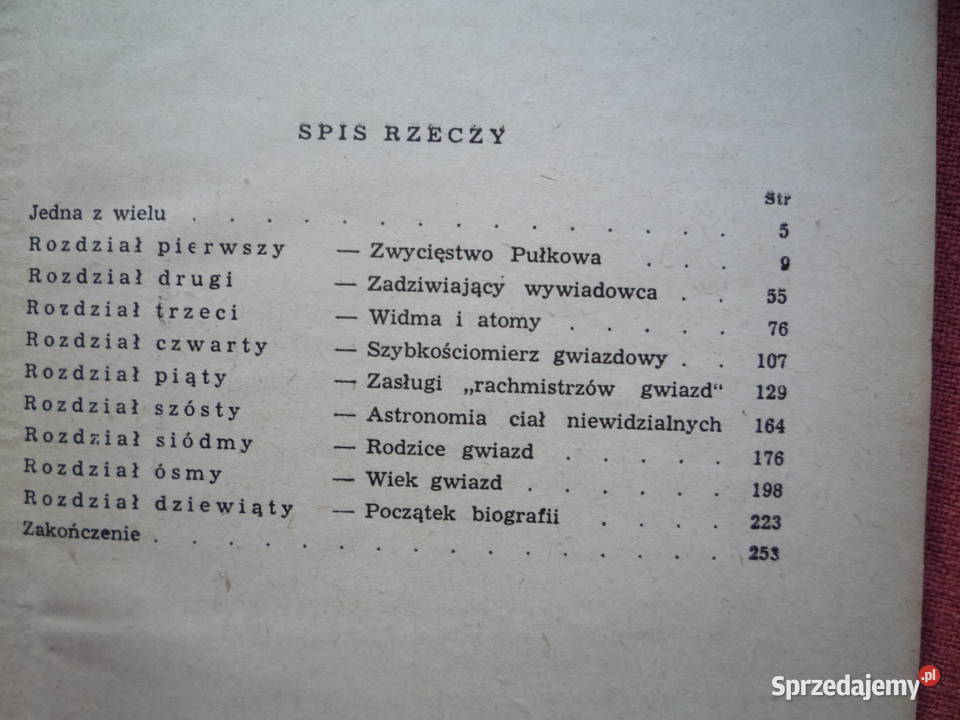 SPIS RZECZY
Str
Jedna z wielu . . . . . . . . . . . . . . 5
Rozdział pierwszy — Zwycięstwo Pułkowa . . . 9
Rozdział drugi — Zadziwiający wywiadowca . . 55
Rozdział trzeci — Widma i atomy . . . . . 76
Rozdział czwarty — Szybkościomierz gwiazdowy . . 107
Rozdział piąty — Zasługi „rachmistrzów gwiazd“ 129
Rozdział szósty — Astronomia ciał niewidzialnych 164
Rozdział siódmy — Rodzice gwiazd . . . . . 176
Rozdział ósmy — Wiek gwiazd . . . . . . 198
Rozdział dziewiąty — Początek biografii . . . . 223
Zakończenie . . . . . . . . . . . . . . . . 253
Sprzedajemy.pl